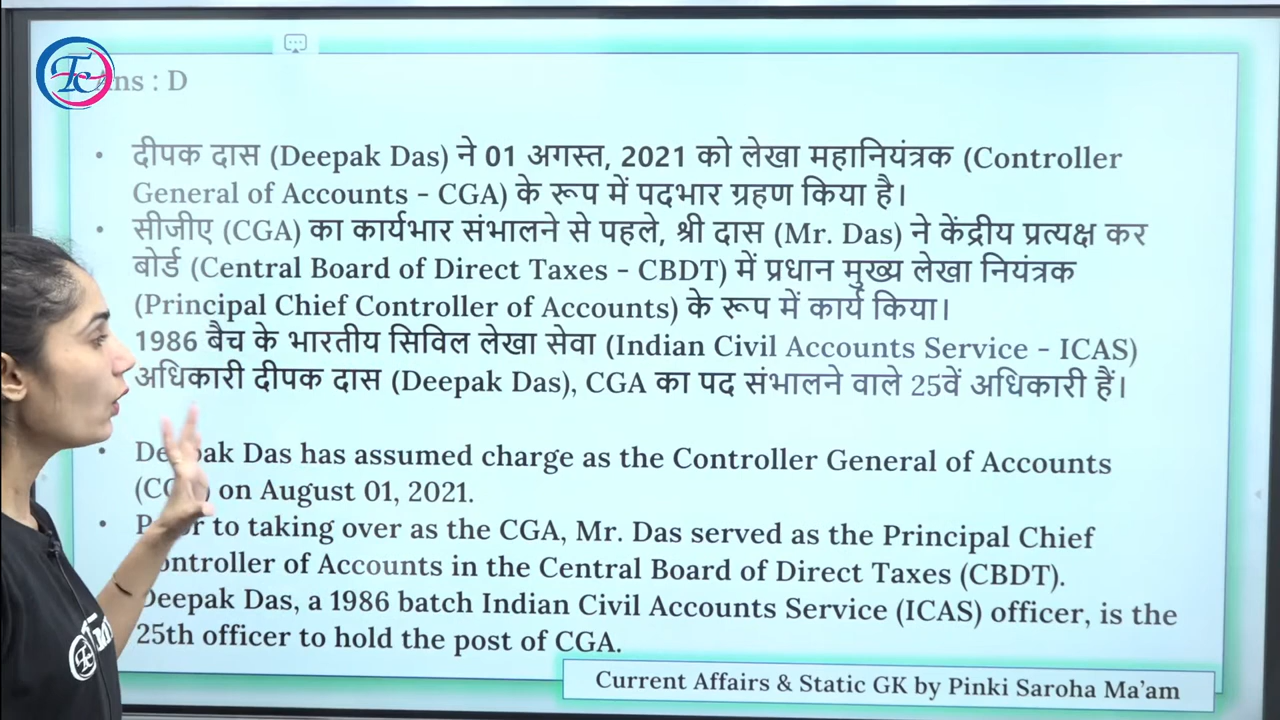 Tc
Ans : D
• दीपक दास (Deepak Das) ने 01 अगस्त, 2021 को लेखा महानियंत्रक (Controller
General of Accounts - CGA) के रूप में पदभार ग्रहण किया है।
• सीजीए (CGA) का कार्यभार संभालने से पहले, श्री दास (Mr. Das) ने केंद्रीय प्रत्यक्ष कर
बोर्ड (Central Board of Direct Taxes - CBDT) में प्रधान मुख्य लेखा नियंत्रक
(Principal Chief Controller of Accounts) के रूप में कार्य किया।
1986 बैच के भारतीय सिविल लेखा सेवा (Indian Civil Accounts Service - ICAS)
अधिकारी दीपक दास (Deepak Das), CGA का पद संभालने वाले 25वें अधिकारी हैं।
• Deepak Das has assumed charge as the Controller General of Accounts
(CGA) on August 01, 2021.
• Prior to taking over as the CGA, Mr. Das served as the Principal Chief
Controller of Accounts in the Central Board of Direct Taxes (CBDT).
Deepak Das, a 1986 batch Indian Civil Accounts Service (ICAS) officer, is the
25th officer to hold the post of CGA.
Current Affairs & Static GK by Pinki Saroha Ma'am